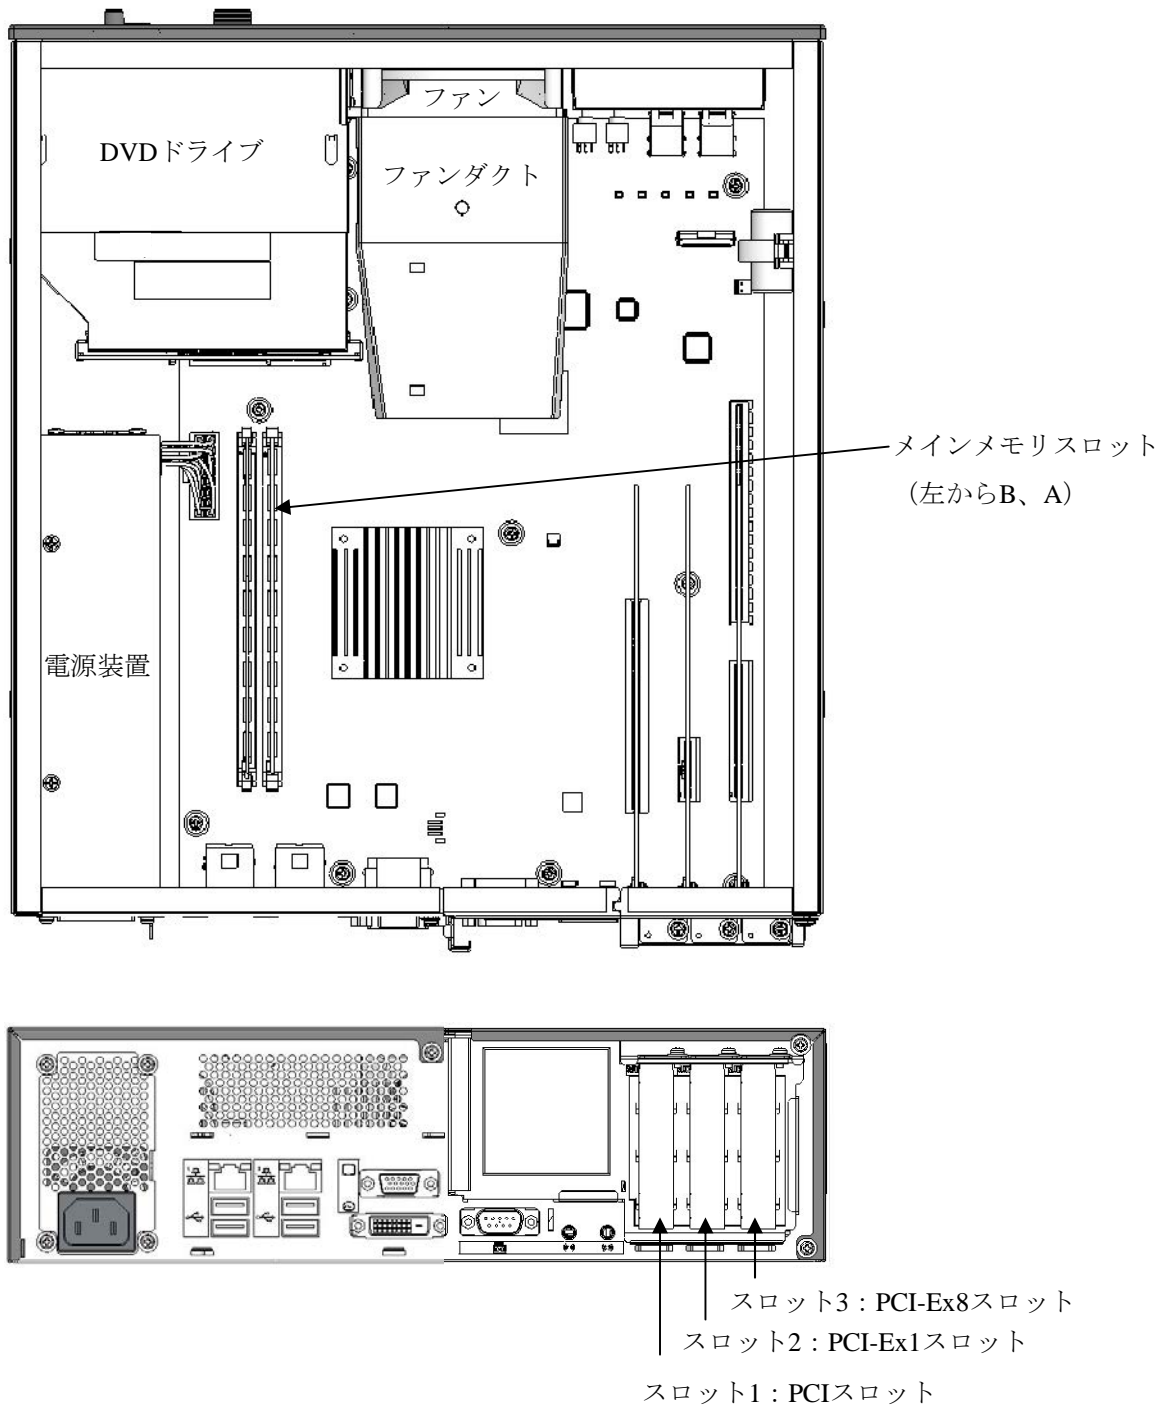 ファン
DVDドライブ
ファンダクト
メインメモリスロット
（左からB、A）
電源装置
スロット3：PCI-Ex8スロット
スロット2：PCI-Ex1スロット
スロット1：PCIスロット